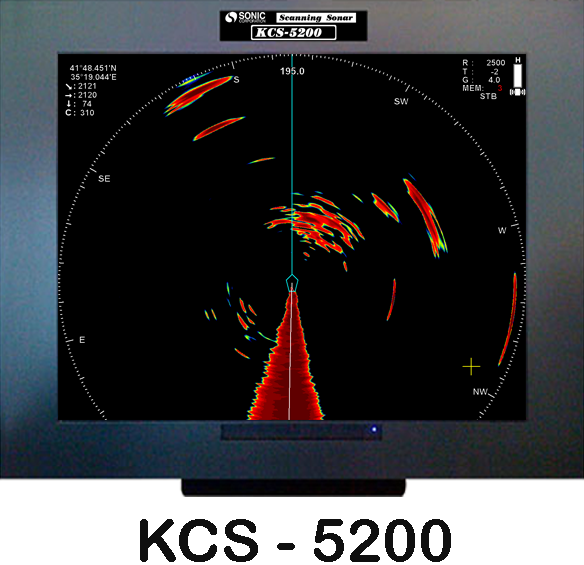 SONIC
CORPORATION
Scanning Sonar
KCS-5200
41°48.451'N
35°19.044'E
↘: 2121
→: 2120
↓: 74
C: 310
195.0
R : 2500
T : -2
G : 4.0
MEM: 3
STB
H
S
SW
SE
W
E
NW
KCS - 5200